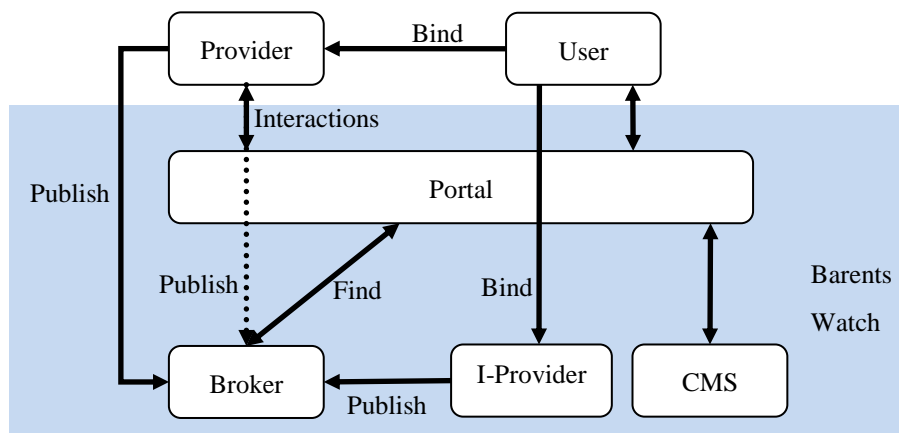 Bind
Provider
User
Interactions
Publish
Portal
Publish
Find
Bind
Barents
Watch
Broker
I-Provider
CMS
Publish